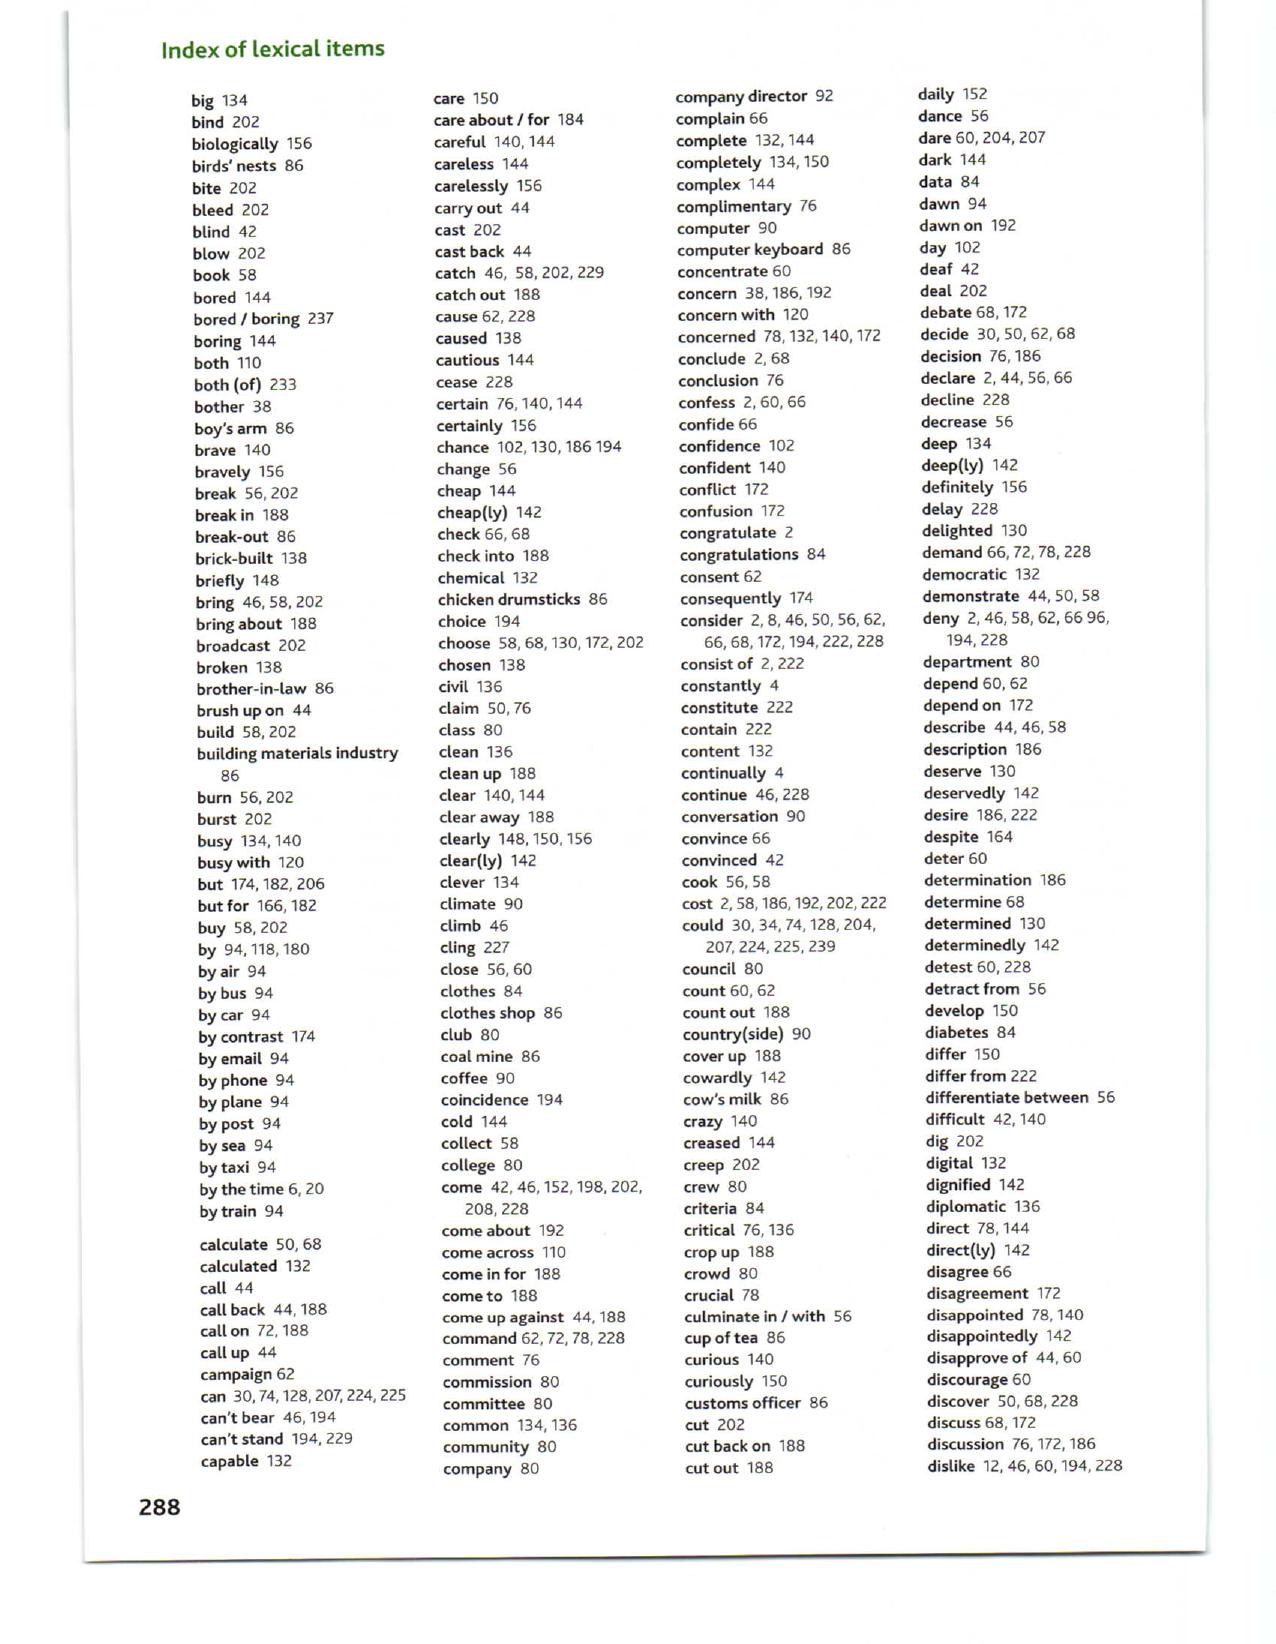 Index of lexical items
big 134
bind 202
biologically 156
birds' nests 86
bite 202
bleed 202
blind 42
blow 202
book 58
bored 144
bored / boring 237
boring 144
both 110
both (of) 233
bother 38
boy's arm 86
brave 140
bravely 156
break 56, 202
break in 188
break-out 86
brick-built 138
briefly 148
bring 46, 58, 202
bring about 188
broadcast 202
broken 138
brother-in-law 86
brush up on 44
build 58, 202
building materials industry
86
burn 56, 202
burst 202
busy 134, 140
busy with 120
but 174, 182, 206
but for 166, 182
buy 58, 202
by 94, 118, 180
by air 94
by bus 94
by car 94
by contrast 174
by email 94
by phone 94
by plane 94
by post 94
by sea 94
by taxi 94
by the time 6, 20
by train 94
calculate 50, 68
calculated 132
call 44
call back 44, 188
call on 72, 188
call up 44
campaign 62
can 30, 74, 128, 207, 224, 225
can't bear 46, 194
can't stand 194, 229
capable 132
care 150
care about / for 184
careful 140, 144
careless 144
carelessly 156
carry out 44
cast 202
cast back 44
catch 46, 58, 202, 229
catch out 188
cause 62, 228
caused 138
cautious 144
cease 228
certain 76, 140, 144
certainly 156
chance 102, 130, 186 194
change 56
cheap 144
cheap(ly) 142
check 66, 68
check into 188
chemical 132
chicken drumsticks 86
choice 194
choose 58, 68, 130, 172, 202
chosen 138
civil 136
claim 50, 76
class 80
clean 136
clean up 188
clear 140, 144
clear away 188
clearly 148, 150, 156
clear(ly) 142
clever 134
climate 90
climb 46
cling 227
close 56, 60
clothes 84
clothes shop 86
club 80
coal mine 86
coffee 90
coincidence 194
cold 144
collect 58
college 80
come 42, 46, 152, 198, 202,
208, 228
come about 192
come across 110
come in for 188
come to 188
come up against 44, 188
command 62, 72, 78, 228
comment 76
commission 80
committee 80
common 134, 136
community 80
company 80
company director 92
complain 66
complete 132, 144
completely 134, 150
complex 144
complimentary 76
computer 90
computer keyboard 86
concentrate 60
concern 38, 186, 192
concern with 120
concerned 78, 132, 140, 172
conclude 2, 68
conclusion 76
confess 2, 60, 66
confide 66
confidence 102
confident 140
conflict 172
confusion 172
congratulate 2
congratulations 84
consent 62
consequently 174
consider 2, 8, 46, 50, 56, 62,
66, 68, 172, 194, 222, 228
consist of 2, 222
constantly 4
constitute 222
contain 222
content 132
continually 4
continue 46, 228
conversation 90
convince 66
convinced 42
cook 56, 58
cost 2, 58, 186, 192, 202, 222
could 30, 34, 74, 128, 204,
207, 224, 225, 239
council 80
count 60, 62
count out 188
country(side) 90
cover up 188
cowardly 142
cow's milk 86
crazy 140
creased 144
creep 202
crew 80
criteria 84
critical 76, 136
crop up 188
crowd 80
crucial 78
culminate in / with 56
cup of tea 86
curious 140
curiously 150
customs officer 86
cut 202
cut back on 188
cut out 188
daily 152
dance 56
dare 60, 204, 207
dark 144
data 84
dawn 94
dawn on 192
day 102
deaf 42
deal 202
debate 68, 172
decide 30, 50, 62, 68
decision 76, 186
declare 2, 44, 56, 66
decline 228
decrease 56
deep 134
deep(ly) 142
definitely 156
delay 228
delighted 130
demand 66, 72, 78, 228
democratic 132
demonstrate 44, 50, 58
deny 2, 46, 58, 62, 66 96,
194, 228
department 80
depend 60, 62
depend on 172
describe 44, 46, 58
description 186
deserve 130
deservedly 142
desire 186, 222
despite 164
deter 60
determination 186
determine 68
determined 130
determinedly 142
detest 60, 228
detract from 56
develop 150
diabetes 84
differ 150
differ from 222
differentiate between 56
difficult 42, 140
dig 202
digital 132
dignified 142
diplomatic 136
direct 78, 144
direct(ly) 142
disagree 66
disagreement 172
disappointed 78, 140
disappointedly 142
disapprove of 44, 60
discourage 60
discover 50, 68, 228
discuss 68, 172
discussion 76, 172, 186
dislike 12, 46, 60, 194, 228
288